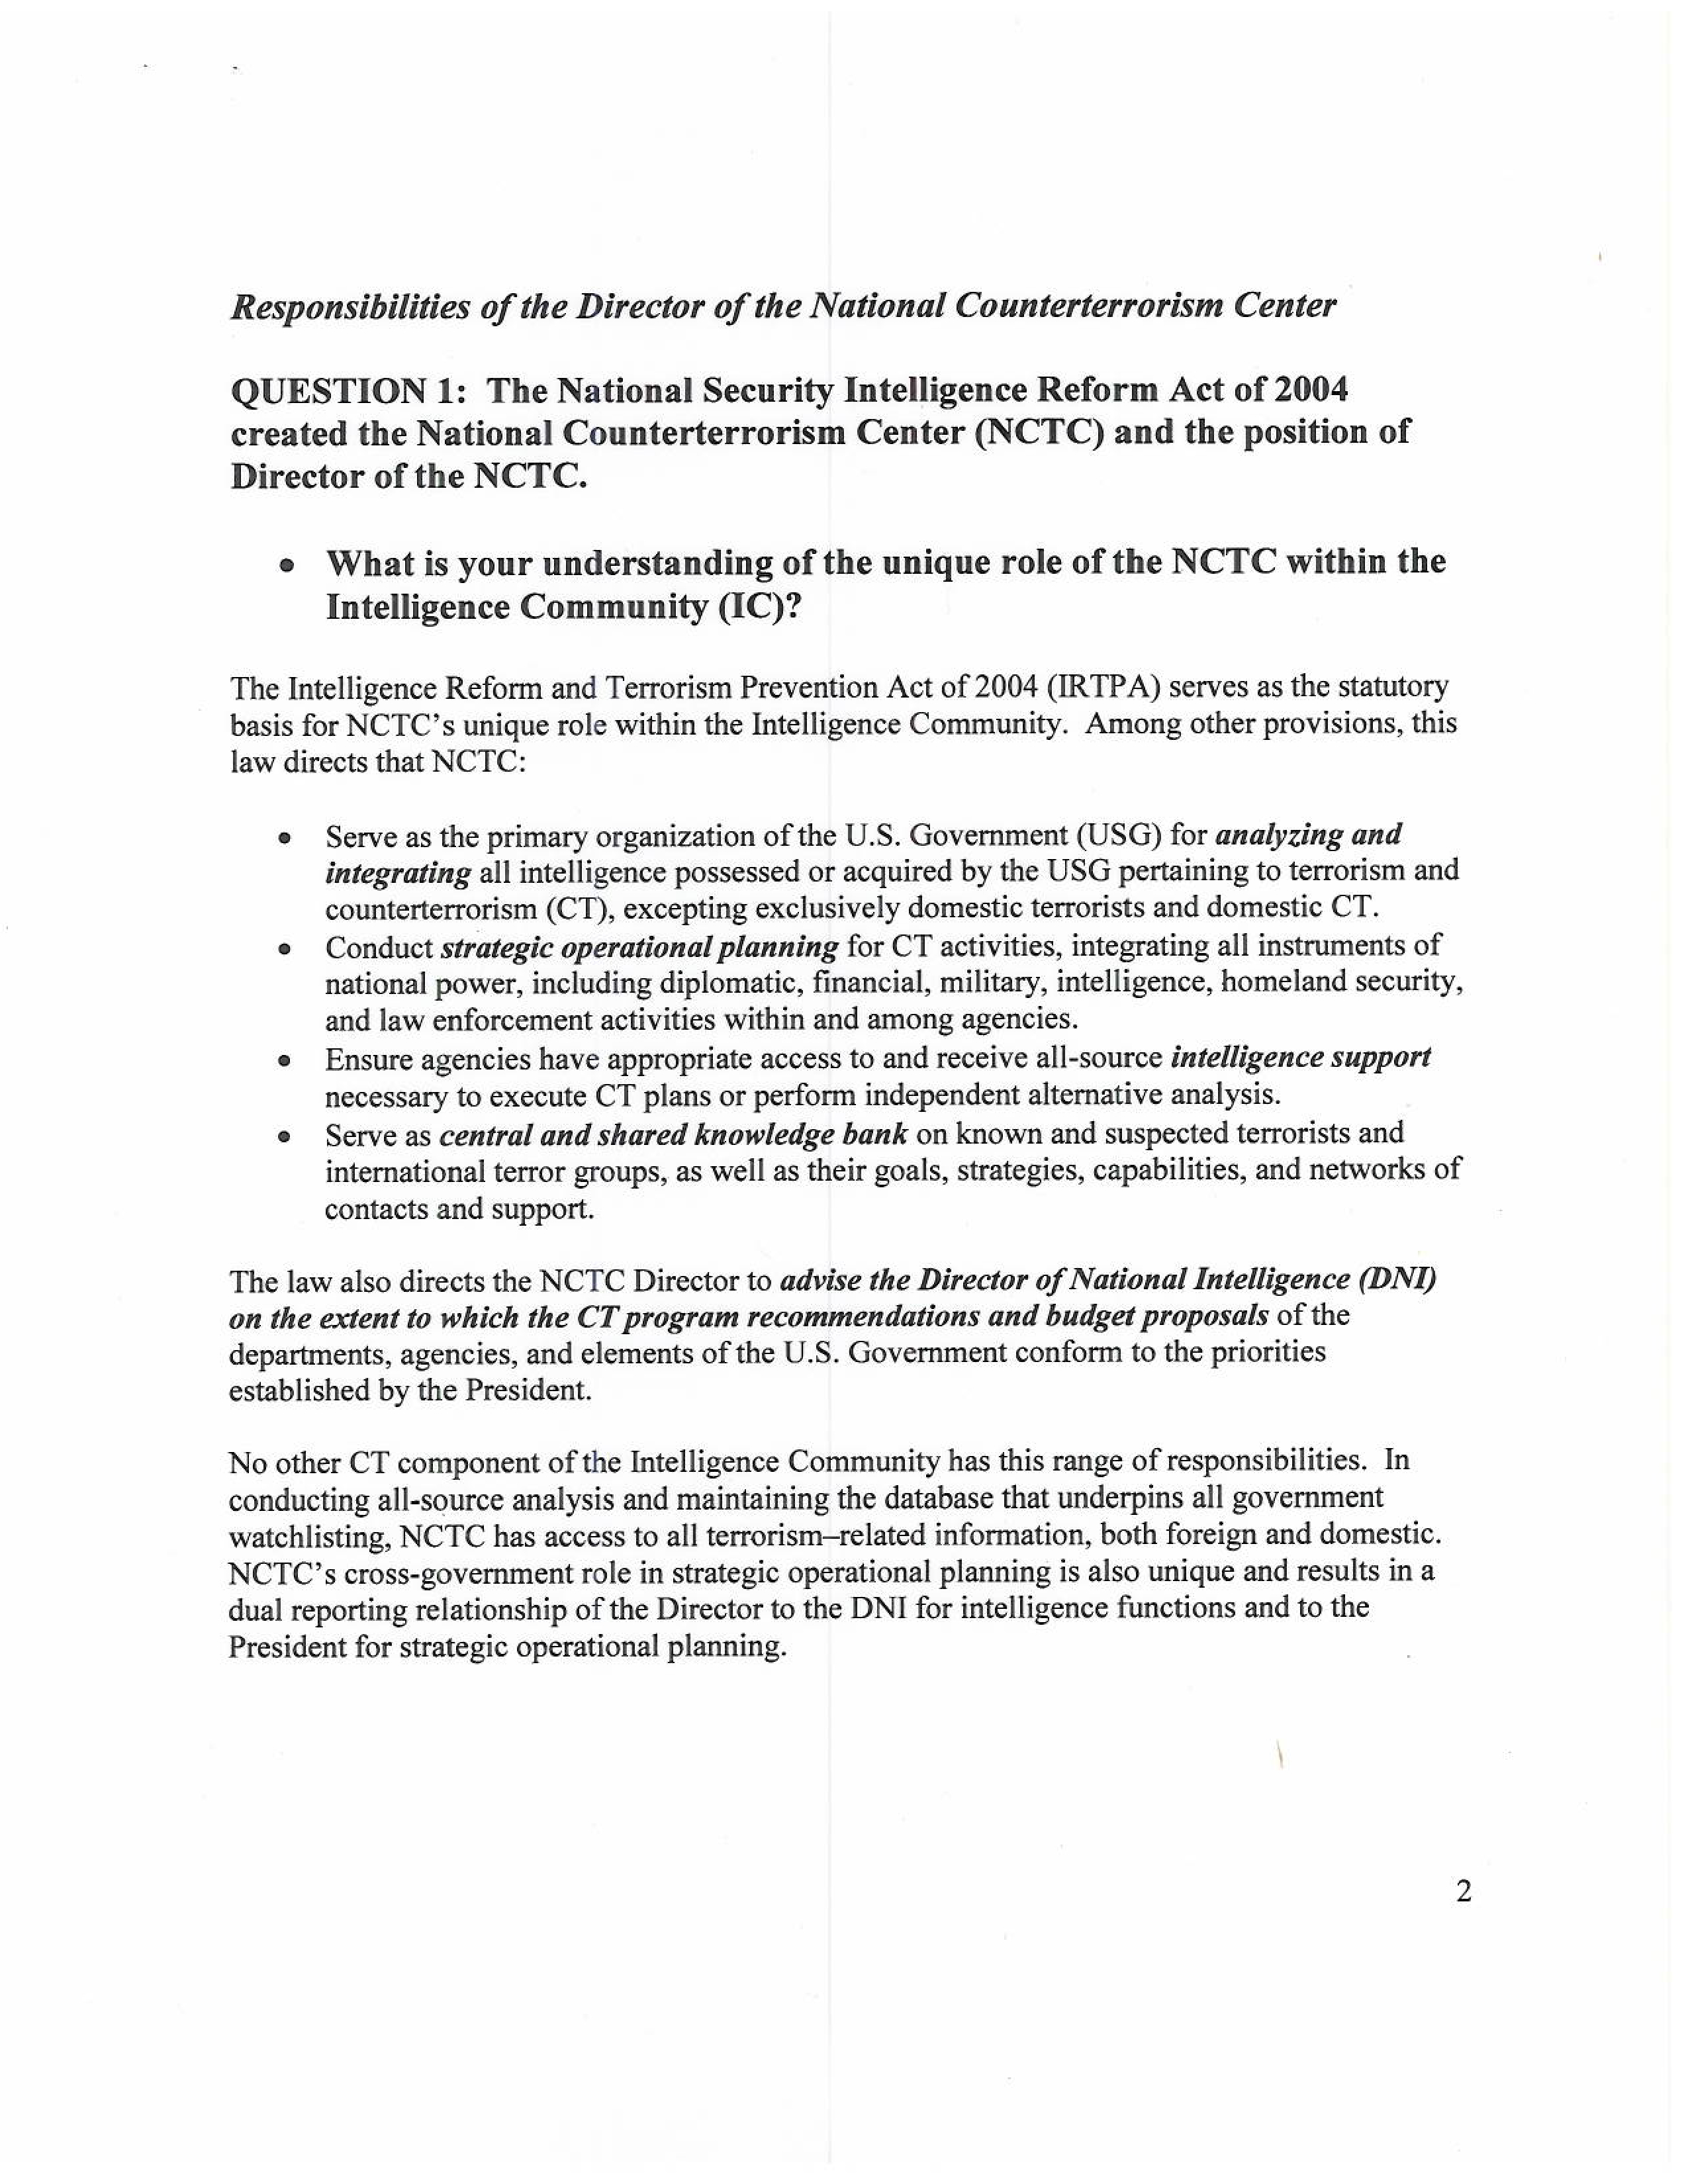 Responsibilities of the Director of the National Counterterrorism Center
QUESTION 1: The National Security Intelligence Reform Act of 2004
created the National Counterterrorism Center (NCTC) and the position of
Director of the NCTC.
• What is your understanding of the unique role of the NCTC within the
Intelligence Community (IC)?
The Intelligence Reform and Terrorism Prevention Act of 2004 (IRTPA) serves as the statutory
basis for NCTC's unique role within the Intelligence Community. Among other provisions, this
law directs that NCTC:
• Serve as the primary organization of the U.S. Government (USG) for analyzing and
integrating all intelligence possessed or acquired by the USG pertaining to terrorism and
counterterrorism (CT), excepting exclusively domestic terrorists and domestic CT.
• Conduct strategic operational planning for CT activities, integrating all instruments of
national power, including diplomatic, financial, military, intelligence, homeland security,
and law enforcement activities within and among agencies.
• Ensure agencies have appropriate access to and receive all-source intelligence support
necessary to execute CT plans or perform independent alternative analysis.
• Serve as central and shared knowledge bank on known and suspected terrorists and
international terror groups, as well as their goals, strategies, capabilities, and networks of
contacts and support.
The law also directs the NCTC Director to advise the Director of National Intelligence (DNI)
on the extent to which the CT program recommendations and budget proposals of the
departments, agencies, and elements of the U.S. Government conform to the priorities
established by the President.
No other CT component of the Intelligence Community has this range of responsibilities. In
conducting all-source analysis and maintaining the database that underpins all government
watchlisting, NCTC has access to all terrorism–related information, both foreign and domestic.
NCTC's cross-government role in strategic operational planning is also unique and results in a
dual reporting relationship of the Director to the DNI for intelligence functions and to the
President for strategic operational planning.
2